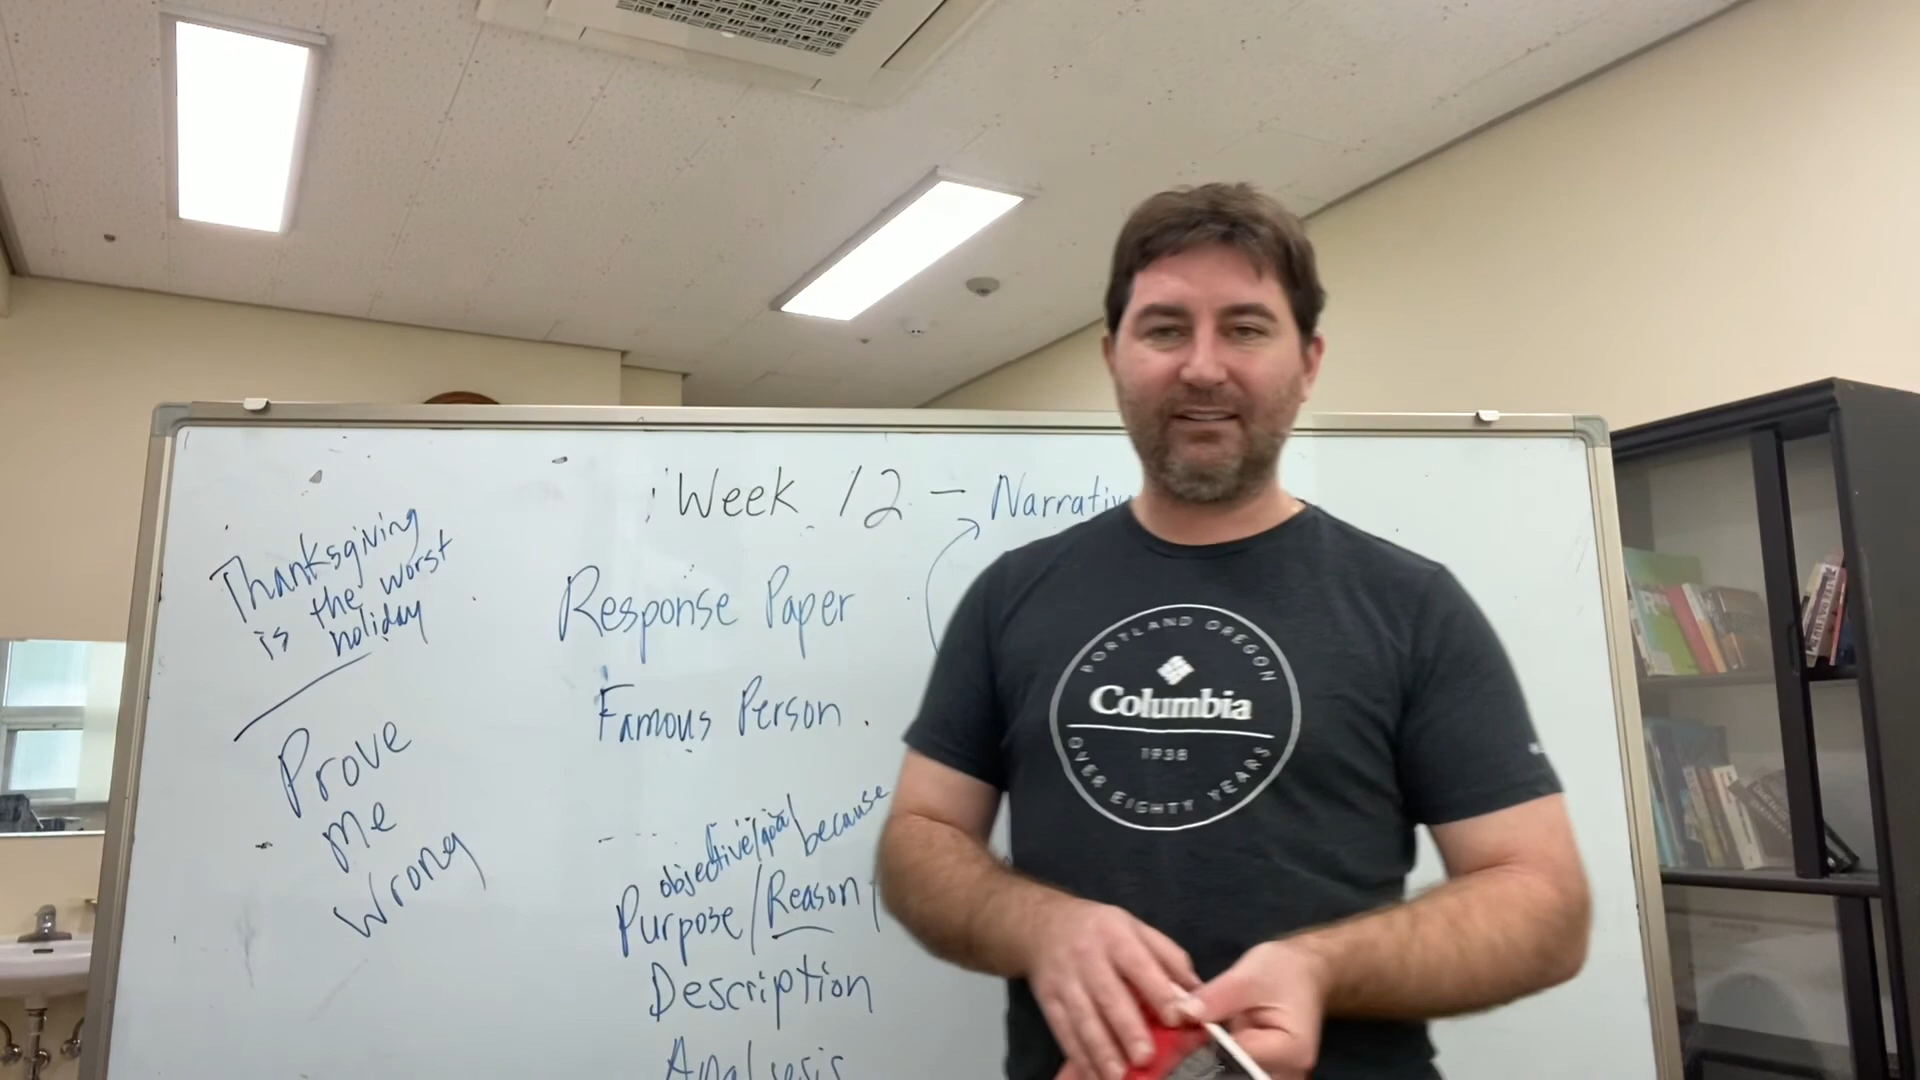 Thanksgiving
is the worst
holiday
Prove
me
wrong
Week 12 - Narrativ
Response Paper
Famous Person.
objective/goal because
Purpose/Reason
Description
Analysis
PORTLAND OREGON
Columbia
1938
OVER EIGHTY YEARS